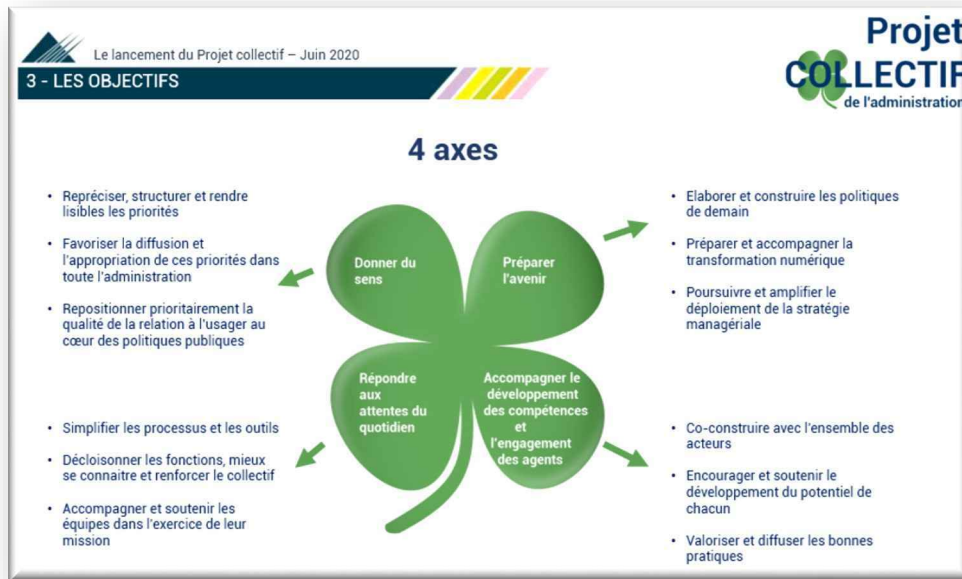 Le lancement du Projet collectif – Juin 2020
3 - LES OBJECTIFS
Projet
COLLECTIF
de l'administration
4 axes
• Repréciser, structurer et rendre
lisibles les priorités
• Favoriser la diffusion et
l'appropriation de ces priorités dans
toute l'administration
• Repositionner prioritairement la
qualité de la relation à l'usager au
cœur des politiques publiques
Donner du
sens
Préparer
l'avenir
• Elaborer et construire les politiques
de demain
• Préparer et accompagner la
transformation numérique
• Poursuivre et amplifier le
déploiement de la stratégie
managériale
Répondre
aux
attentes du
quotidien
Accompagner le
développement
des compétences
et
l'engagement
des agents
• Simplifier les processus et les outils
• Décloisonner les fonctions, mieux
se connaitre et renforcer le collectif
• Accompagner et soutenir les
équipes dans l'exercice de leur
mission
• Co-construire avec l'ensemble des
acteurs
• Encourager et soutenir le
développement du potentiel de
chacun
• Valoriser et diffuser les bonnes
pratiques